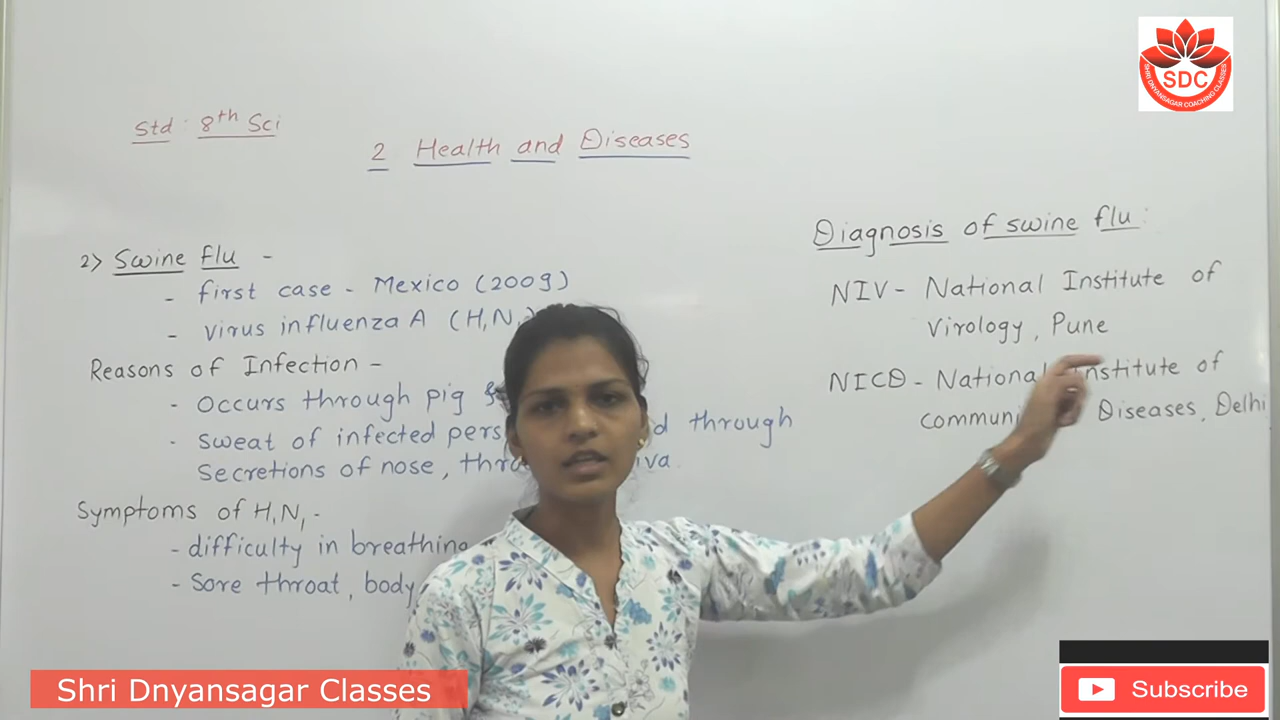 Std : 8th Sci
2 Health and Diseases
2) Swine flu -
- first case - Mexico (2009)
- virus influenza A (H1N1)
Reasons of Infection -
- Occurs through pig
- Sweat of infected through
Secretions of nose,
Symptoms of H1N1 -
- difficulty in breathing
- Sore throat, body
Diagnosis of swine flu :
NIV - National Institute of
Virology, Pune
NICD - National Institute of
Diseases, Delhi
SDC
SHRI DNYANSAGAR COACHING CLASSES
Shri Dnyansagar Classes
Subscribe